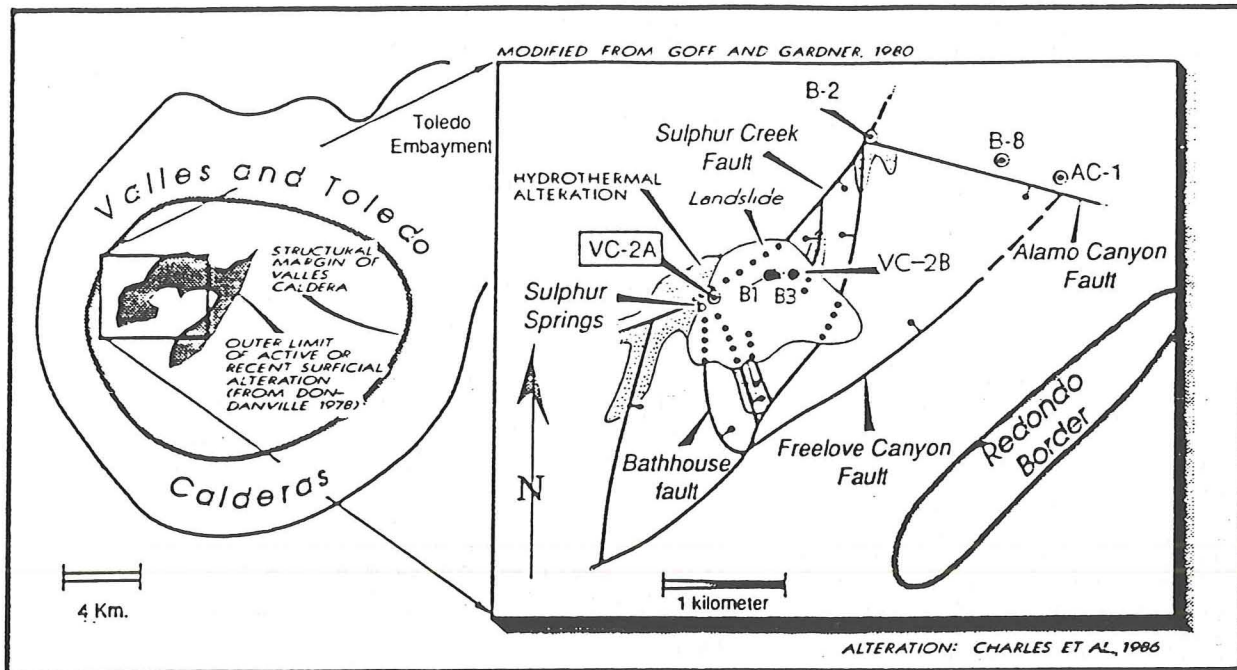 MODIFIED FROM GOFF AND GARDNER, 1980
Toledo
Embayment
Valles and Toledo
Calderas
STRUCTURAL
MARGIN OF
VALLES
CALDERA
OUTER LIMIT
OF ACTIVE OR
RECENT SURFICIAL
ALTERATION
(FROM DON-
DANVILLE 1978)
4 Km.
B-2
Sulphur Creek
Fault
B-8
AC-1
HYDROTHERMAL
ALTERATION
Landslide
VC-2A
VC-2B
Alamo Canyon
Fault
B1
B3
Sulphur
Springs
N
Bathhouse
fault
Freelove Canyon
Fault
Redondo
Border
1 kilometer
ALTERATION: CHARLES ET AL, 1986